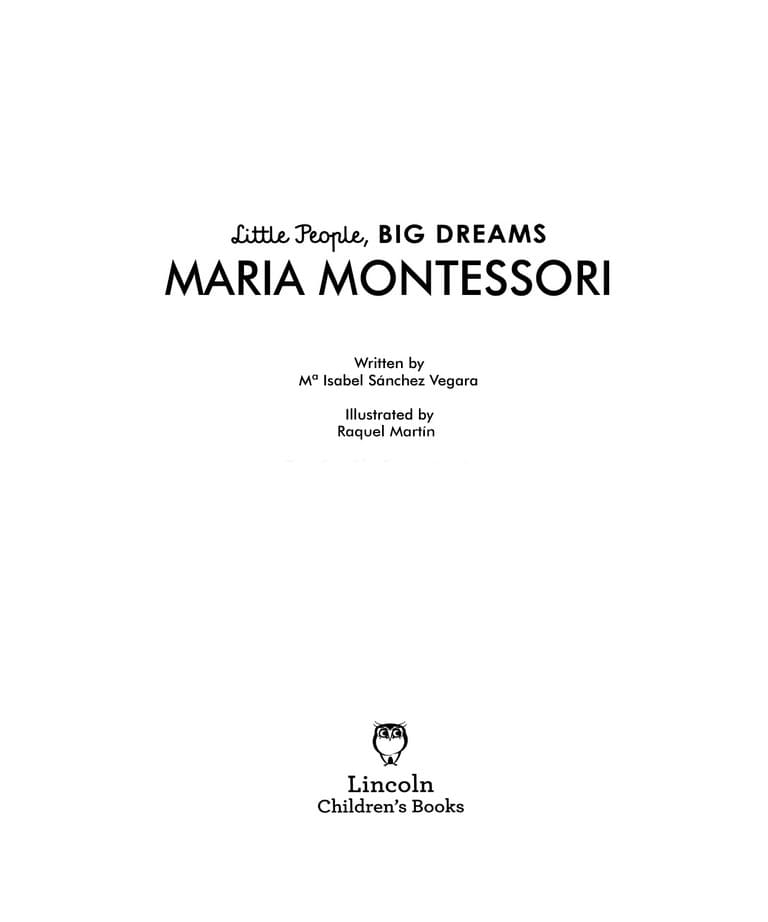 Little People, BIG DREAMS
MARIA MONTESSORI
Written by
Mª Isabel Sánchez Vegara
Illustrated by
Raquel Martín
Lincoln
Children's Books